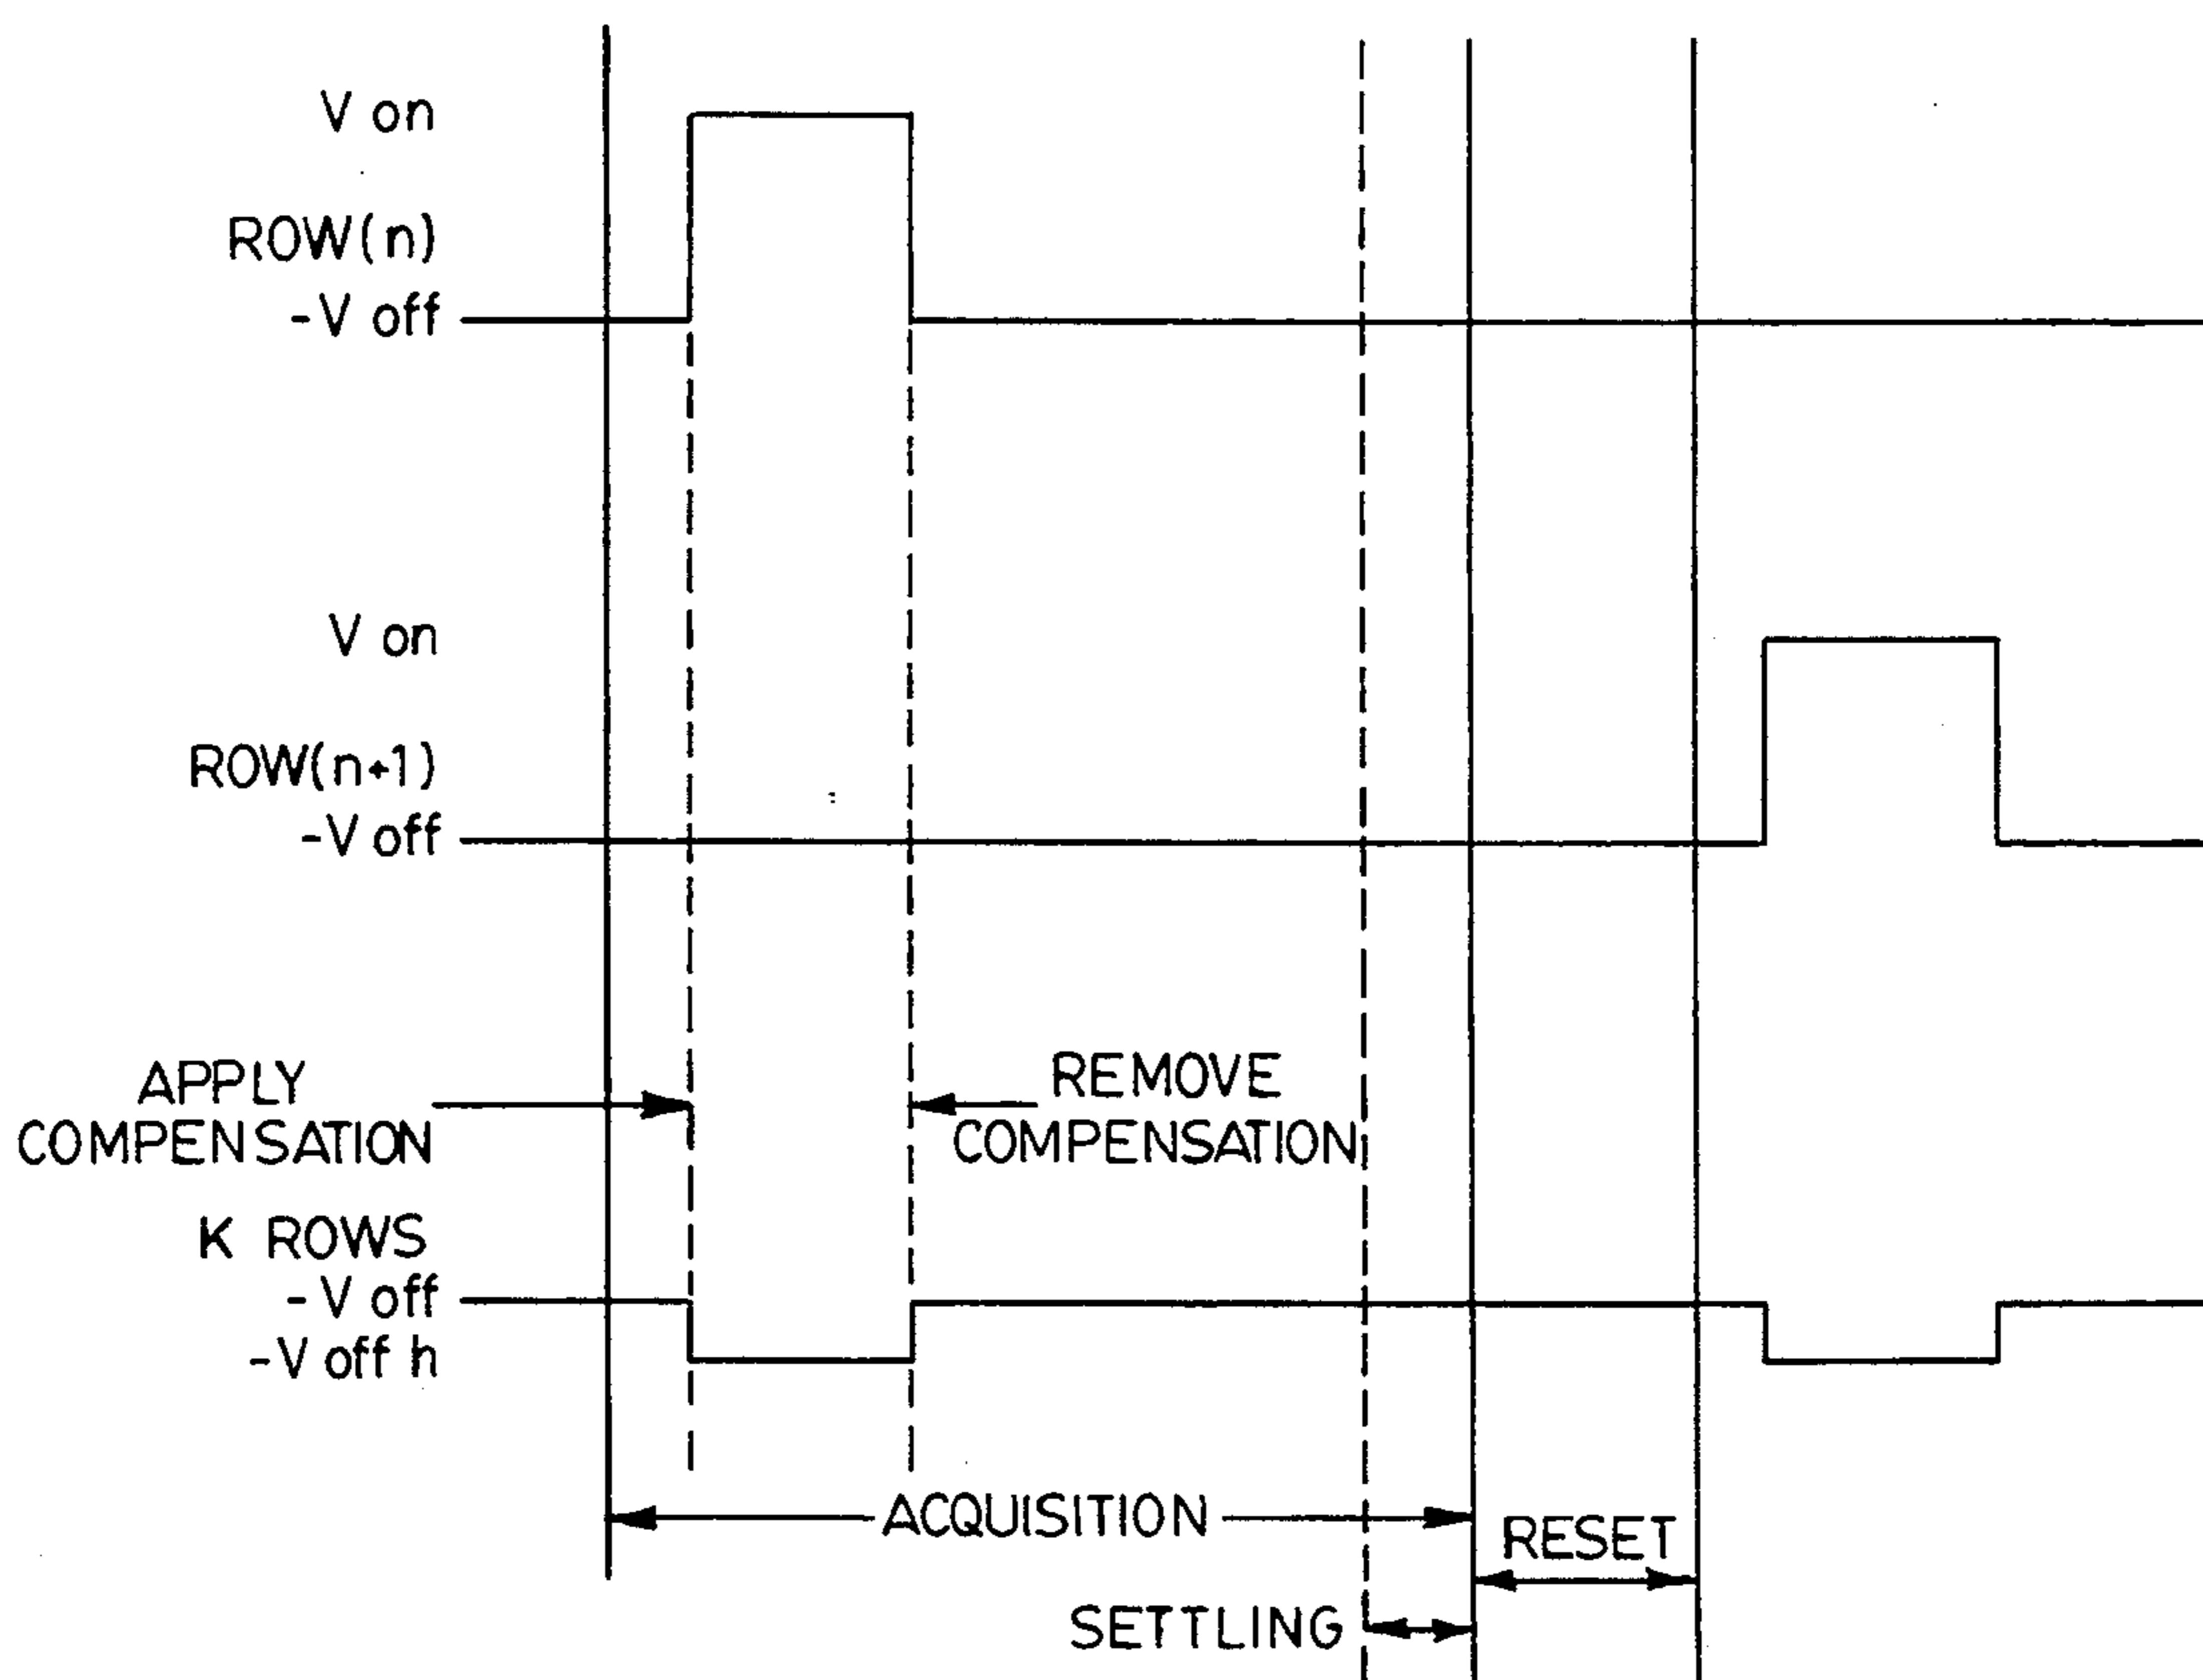 V on
ROW(n)
-V off
V on
ROW(n+1)
-V off
APPLY
COMPENSATION
REMOVE
COMPENSATION
K ROWS
-V off
-V off h
ACQUISITION
RESET
SETTLING